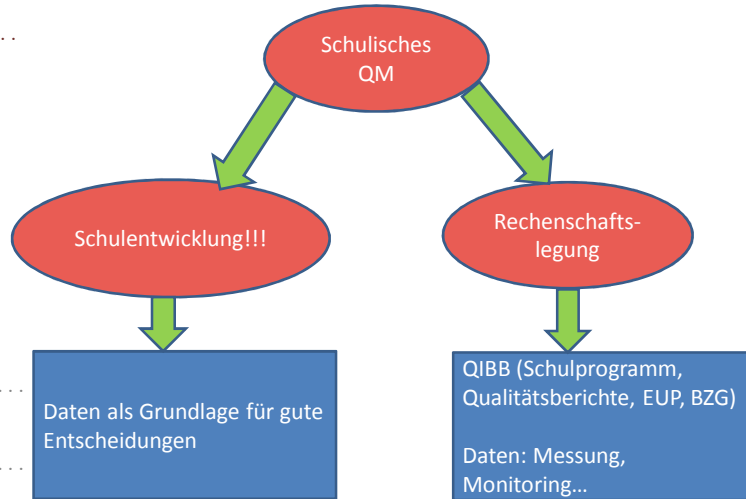 Schulisches
QM
Schulentwicklung!!!
Rechenschafts-
legung
Daten als Grundlage für gute
Entscheidungen
QIBB (Schulprogramm,
Qualitätsberichte, EUP, BZG)
Daten: Messung,
Monitoring…